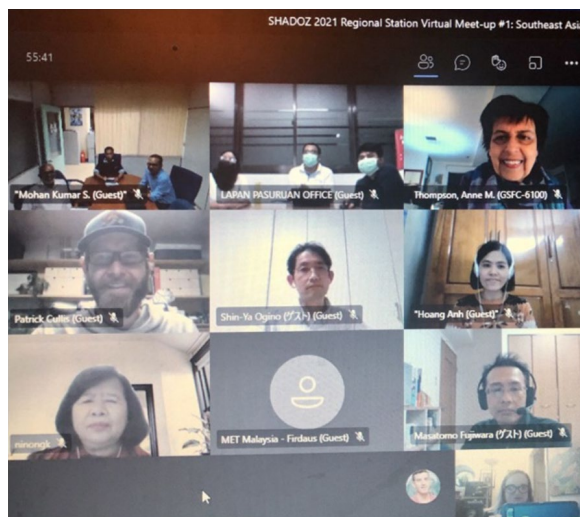 SHADOZ 2021 Regional Station Virtual Meet-up #1: Southeast Asi
55:41
"Mohan Kumar S. (Guest)"
LAPAN PASURUAN OFFICE (Guest)
Thompson, Anne M. (GSFC-6100)
Patrick Cullis (Guest)
Shin-Ya Ogino (ゲスト) (Guest)
"Hoang Anh (Guest)"
ninongk
MET Malaysia - Firdaus (Guest)
Masatomo Fujiwara (ゲスト) (Guest)